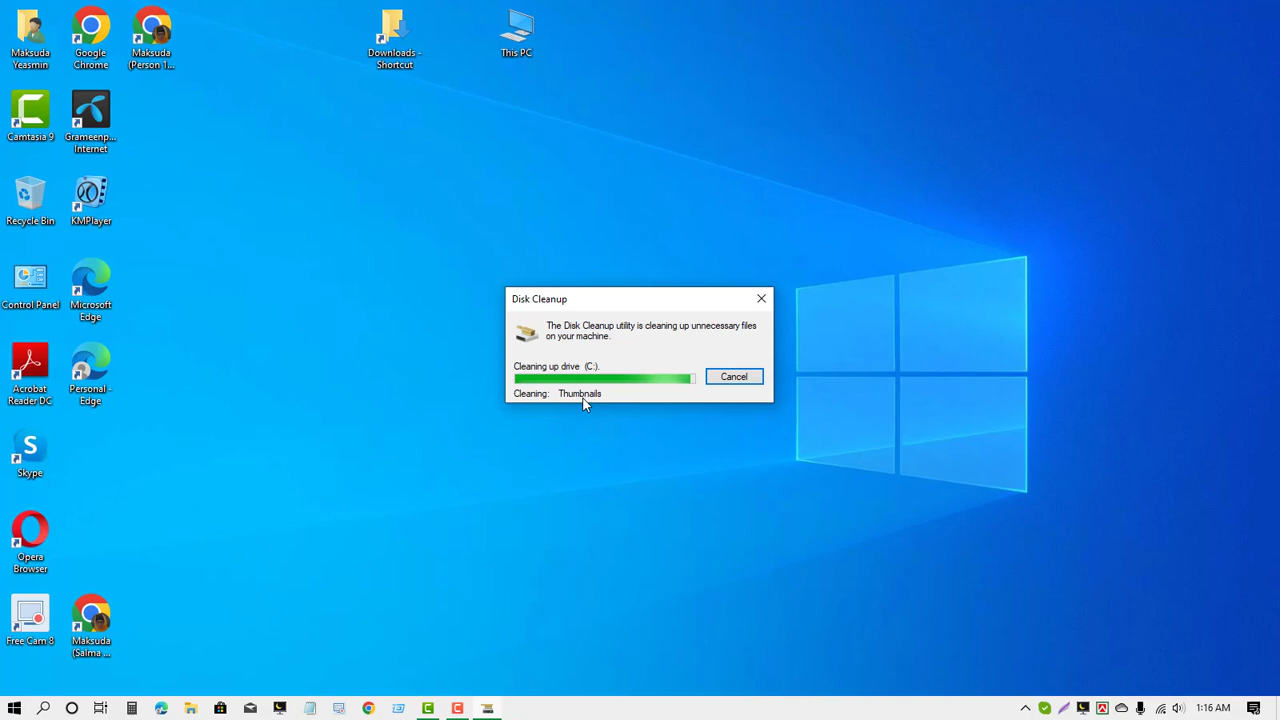 Maksuda
Yeasmin
Google
Chrome
Maksuda
(Person 1...
Downloads -
Shortcut
This PC
Camtasia 9
Grameenp...
Internet
Recycle Bin
KMPlayer
Control Panel
Microsoft
Edge
Acrobat
Reader DC
Personal -
Edge
Skype
Opera
Browser
Free Cam 8
Maksuda
(Salma ...
Disk Cleanup
The Disk Cleanup utility is cleaning up unnecessary files
on your machine.
Cleaning up drive (C:).
Cancel
Cleaning: Thumbnails
1:16 AM